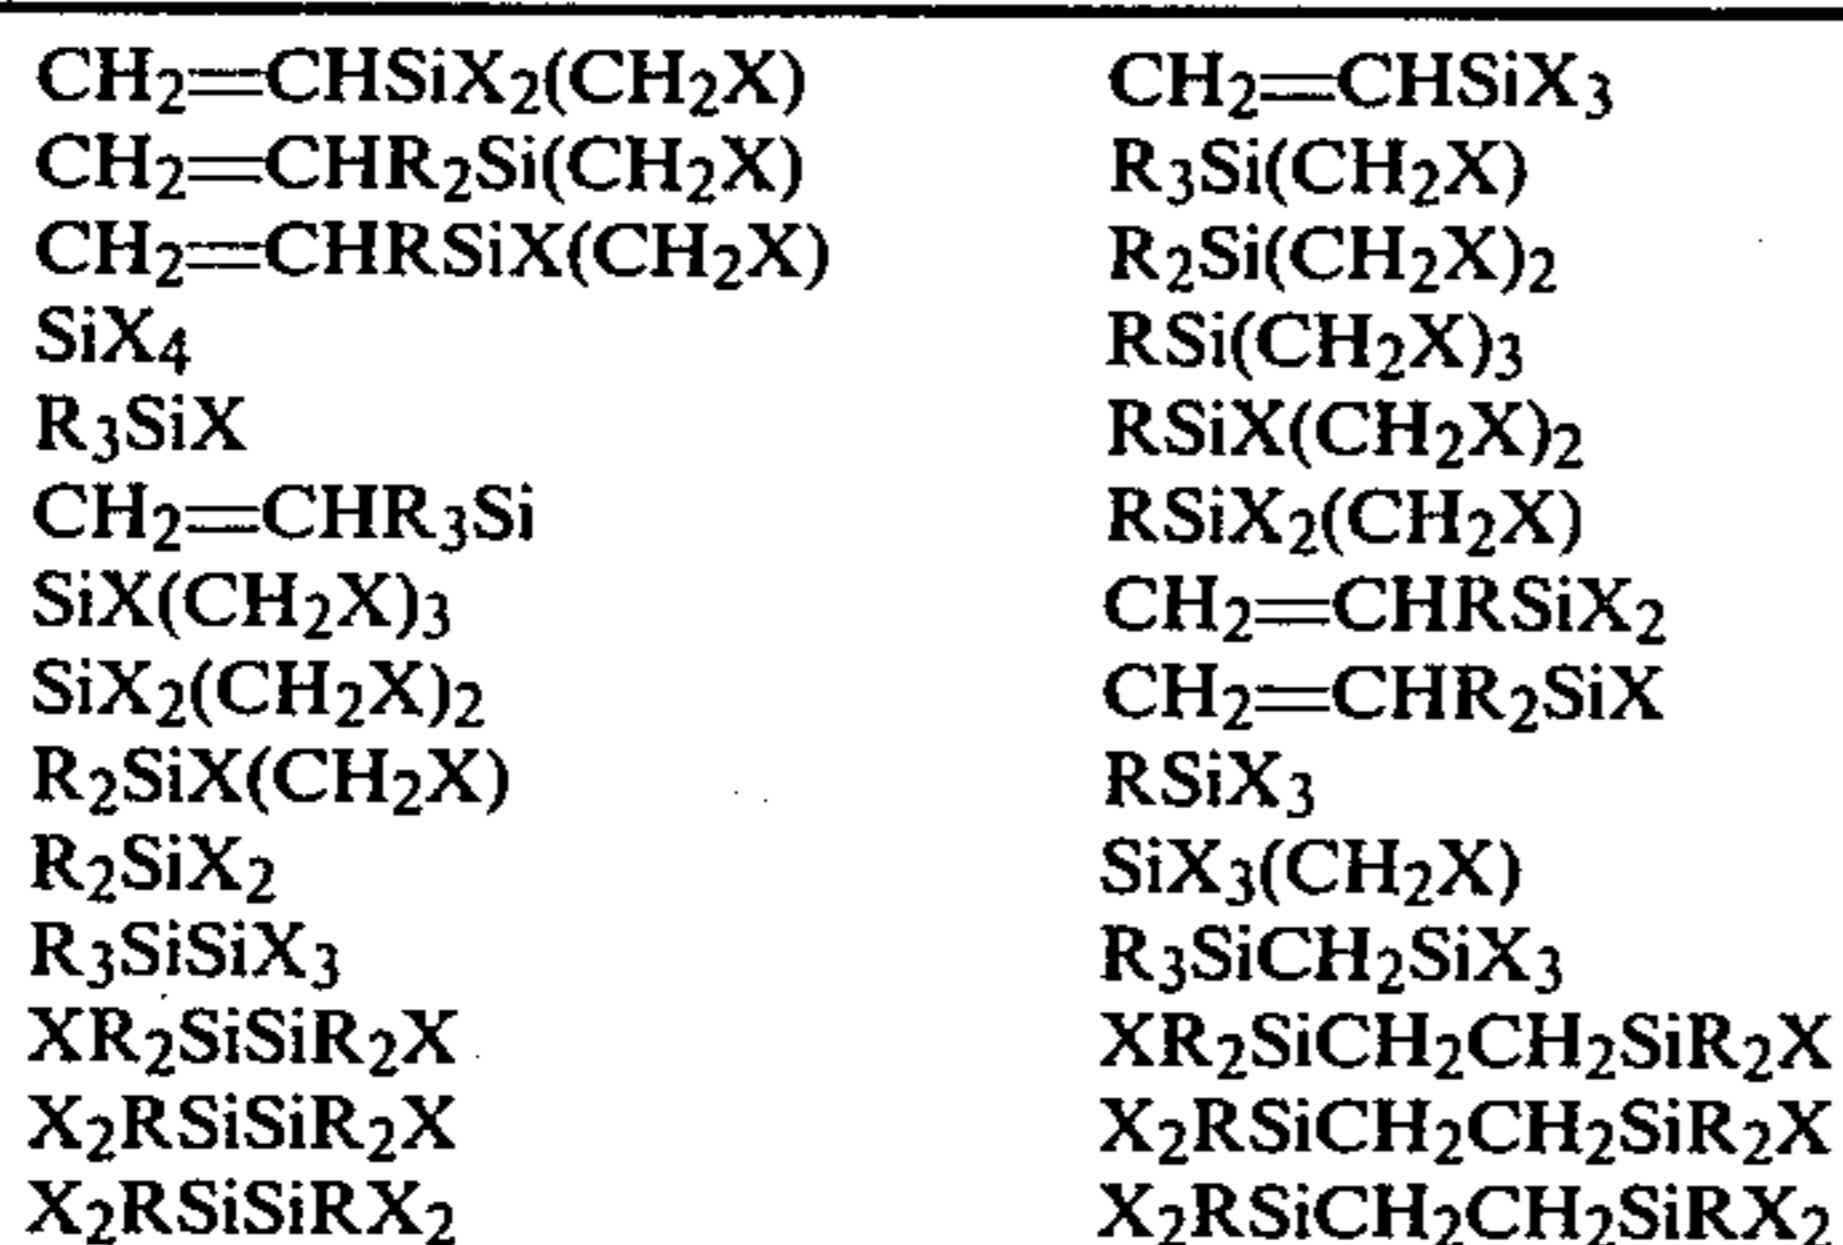 CH₂=CHSiX₂(CH₂X) CH₂=CHSiX₃
CH₂=CHR₂Si(CH₂X) R₃Si(CH₂X)
CH₂=CHRSiX(CH₂X) R₂Si(CH₂X)₂
SiX₄ RSi(CH₂X)₃
R₃SiX RSiX(CH₂X)₂
CH₂=CHR₃Si RSiX₂(CH₂X)
SiX(CH₂X)₃ CH₂=CHRSiX₂
SiX₂(CH₂X)₂ CH₂=CHR₂SiX
R₂SiX(CH₂X) RSiX₃
R₂SiX₂ SiX₃(CH₂X)
R₃SiSiX₃ R₃SiCH₂SiX₃
XR₂SiSiR₂X XR₂SiCH₂CH₂SiR₂X
X₂RSiSiR₂X X₂RSiCH₂CH₂SiR₂X
X₂RSiSiRX₂ X₂RSiCH₂CH₂SiRX₂